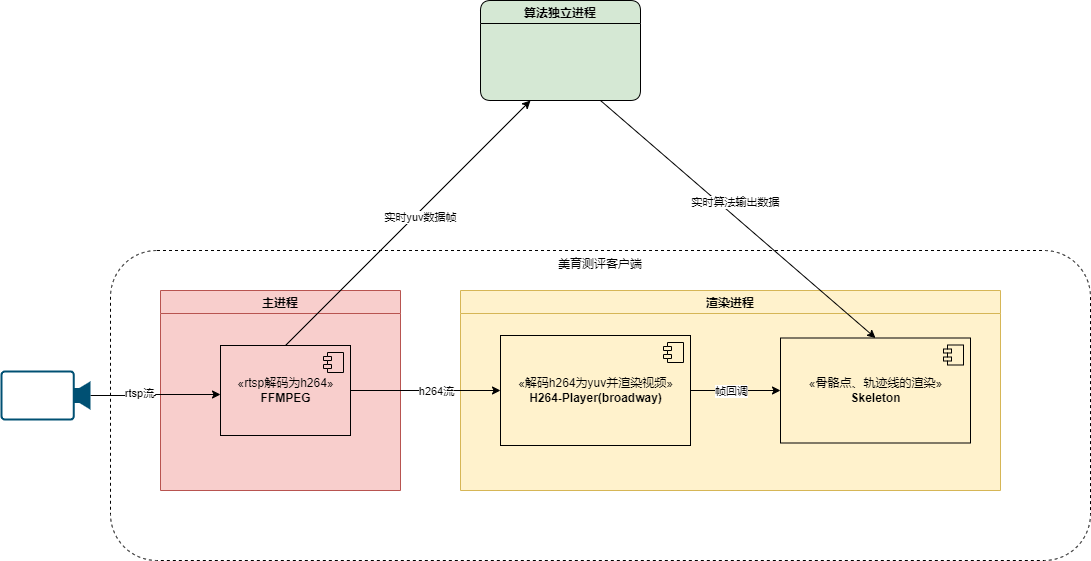 算法独立进程
实时yuv数据帧
实时算法输出数据
美育测评客户端
主进程
渲染进程
rtsp流
«rtsp解码为h264»
FFMPEG
h264流
«解码h264为yuv并渲染视频»
H264-Player(broadway)
帧回调
«骨骼点、轨迹线的渲染»
Skeleton